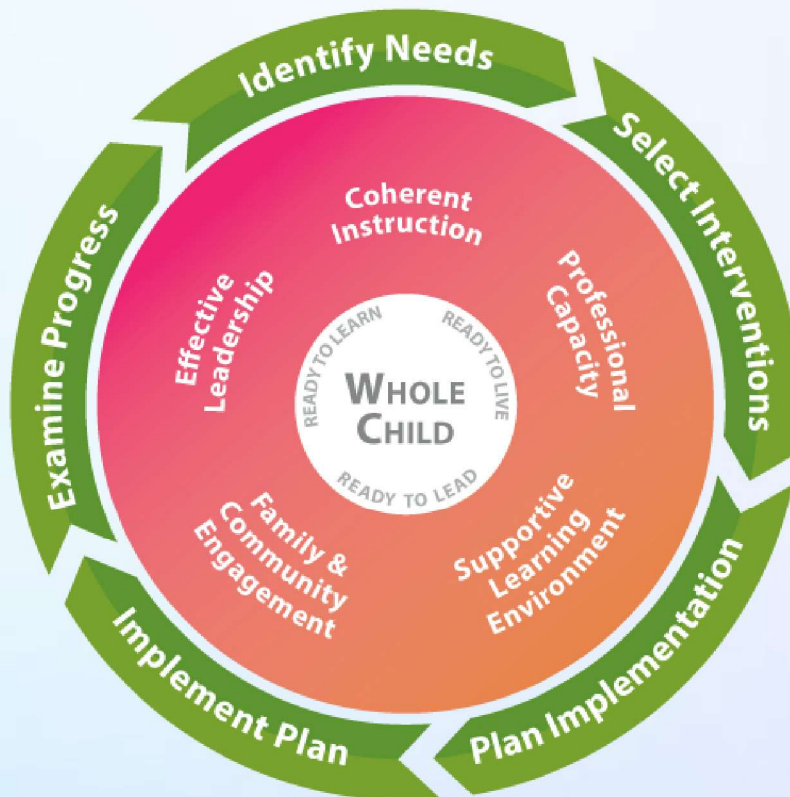 Identify Needs
Select Interventions
Plan Implementation
Implement Plan
Examine Progress
Coherent
Instruction
Professional
Capacity
Supportive
Learning
Environment
Family &
Community
Engagement
Effective
Leadership
READY TO LEARN
READY TO LIVE
READY TO LEAD
WHOLE
CHILD